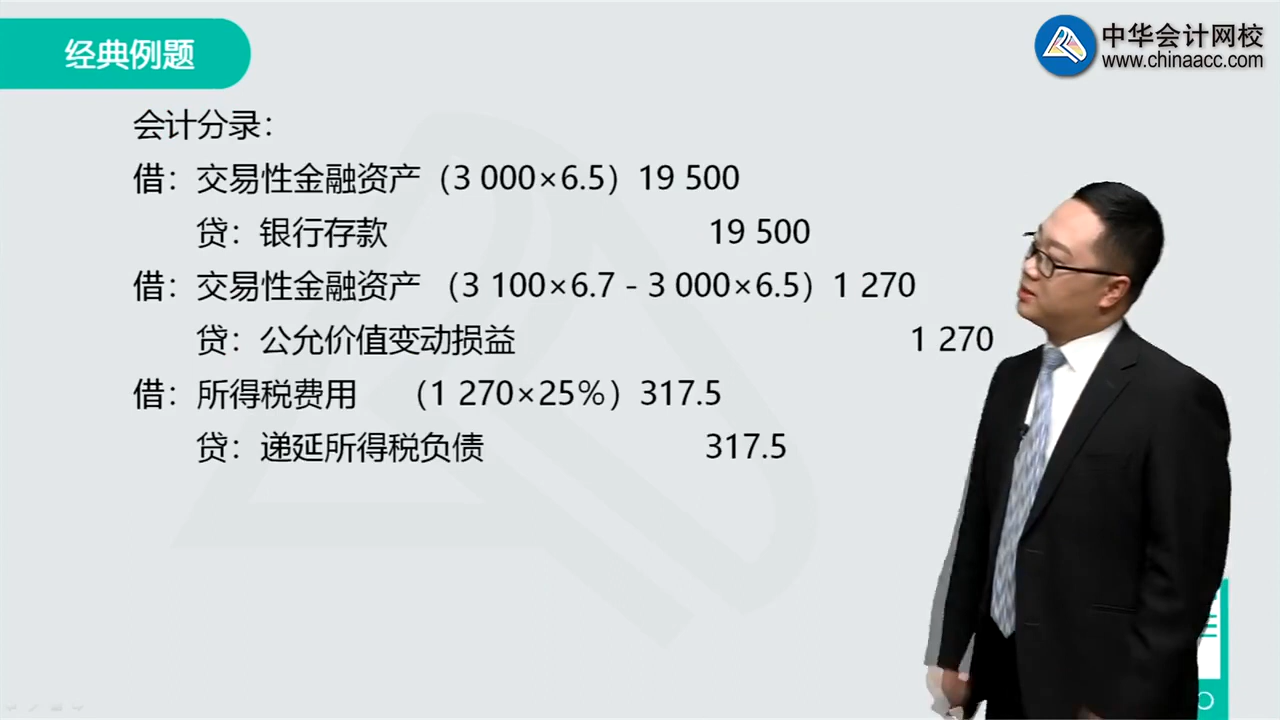 经典例题
中华会计网校
www.chinaacc.com
会计分录：
借：交易性金融资产（3 000×6.5）19 500
贷：银行存款 19 500
借：交易性金融资产 （3 100×6.7 - 3 000×6.5）1 270
贷：公允价值变动损益 1 270
借：所得税费用 （1 270×25%）317.5
贷：递延所得税负债 317.5